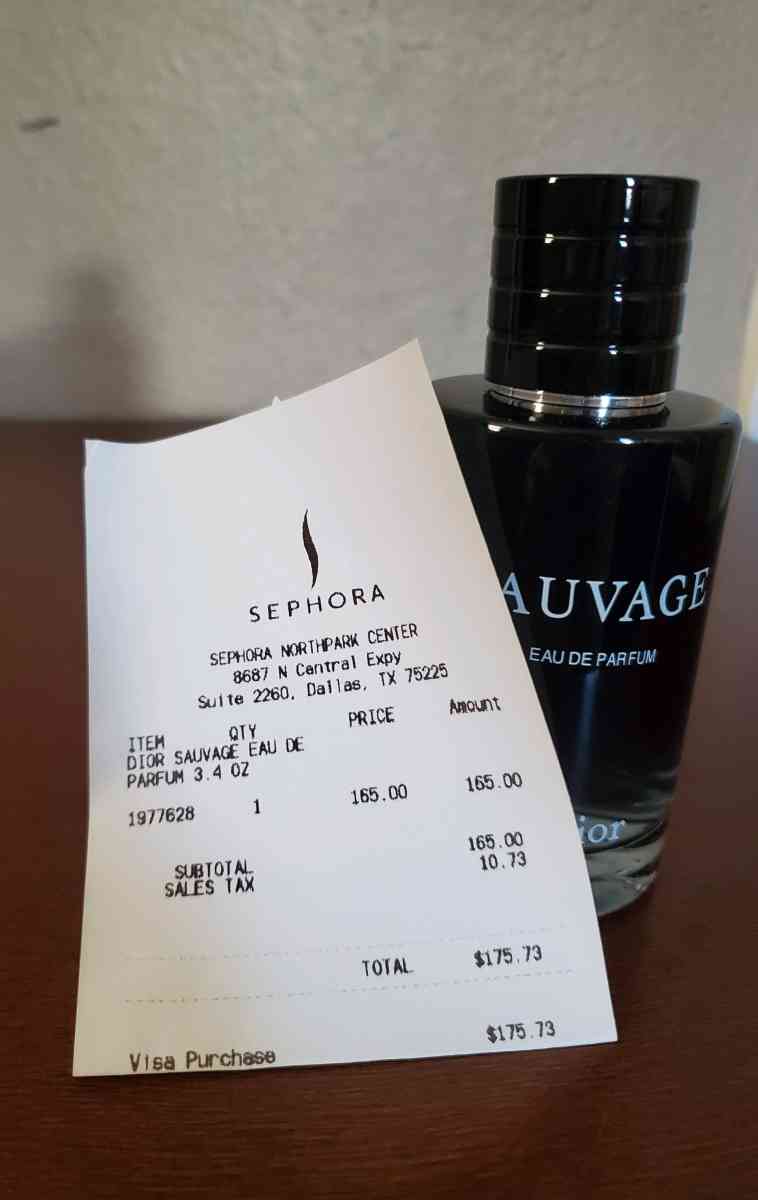 SEPHORA
SEPHORA NORTHPARK CENTER
8687 N Central Expy
Suite 2260, Dallas, TX 75225
ITEM QTY PRICE Amount
DIOR SAUVAGE EAU DE
PARFUM 3.4 OZ
1977628 1 165.00 165.00
SUBTOTAL 165.00
SALES TAX 10.73
TOTAL $175.73
Visa Purchase $175.73
AUVAGE
EAU DE PARFUM
ior